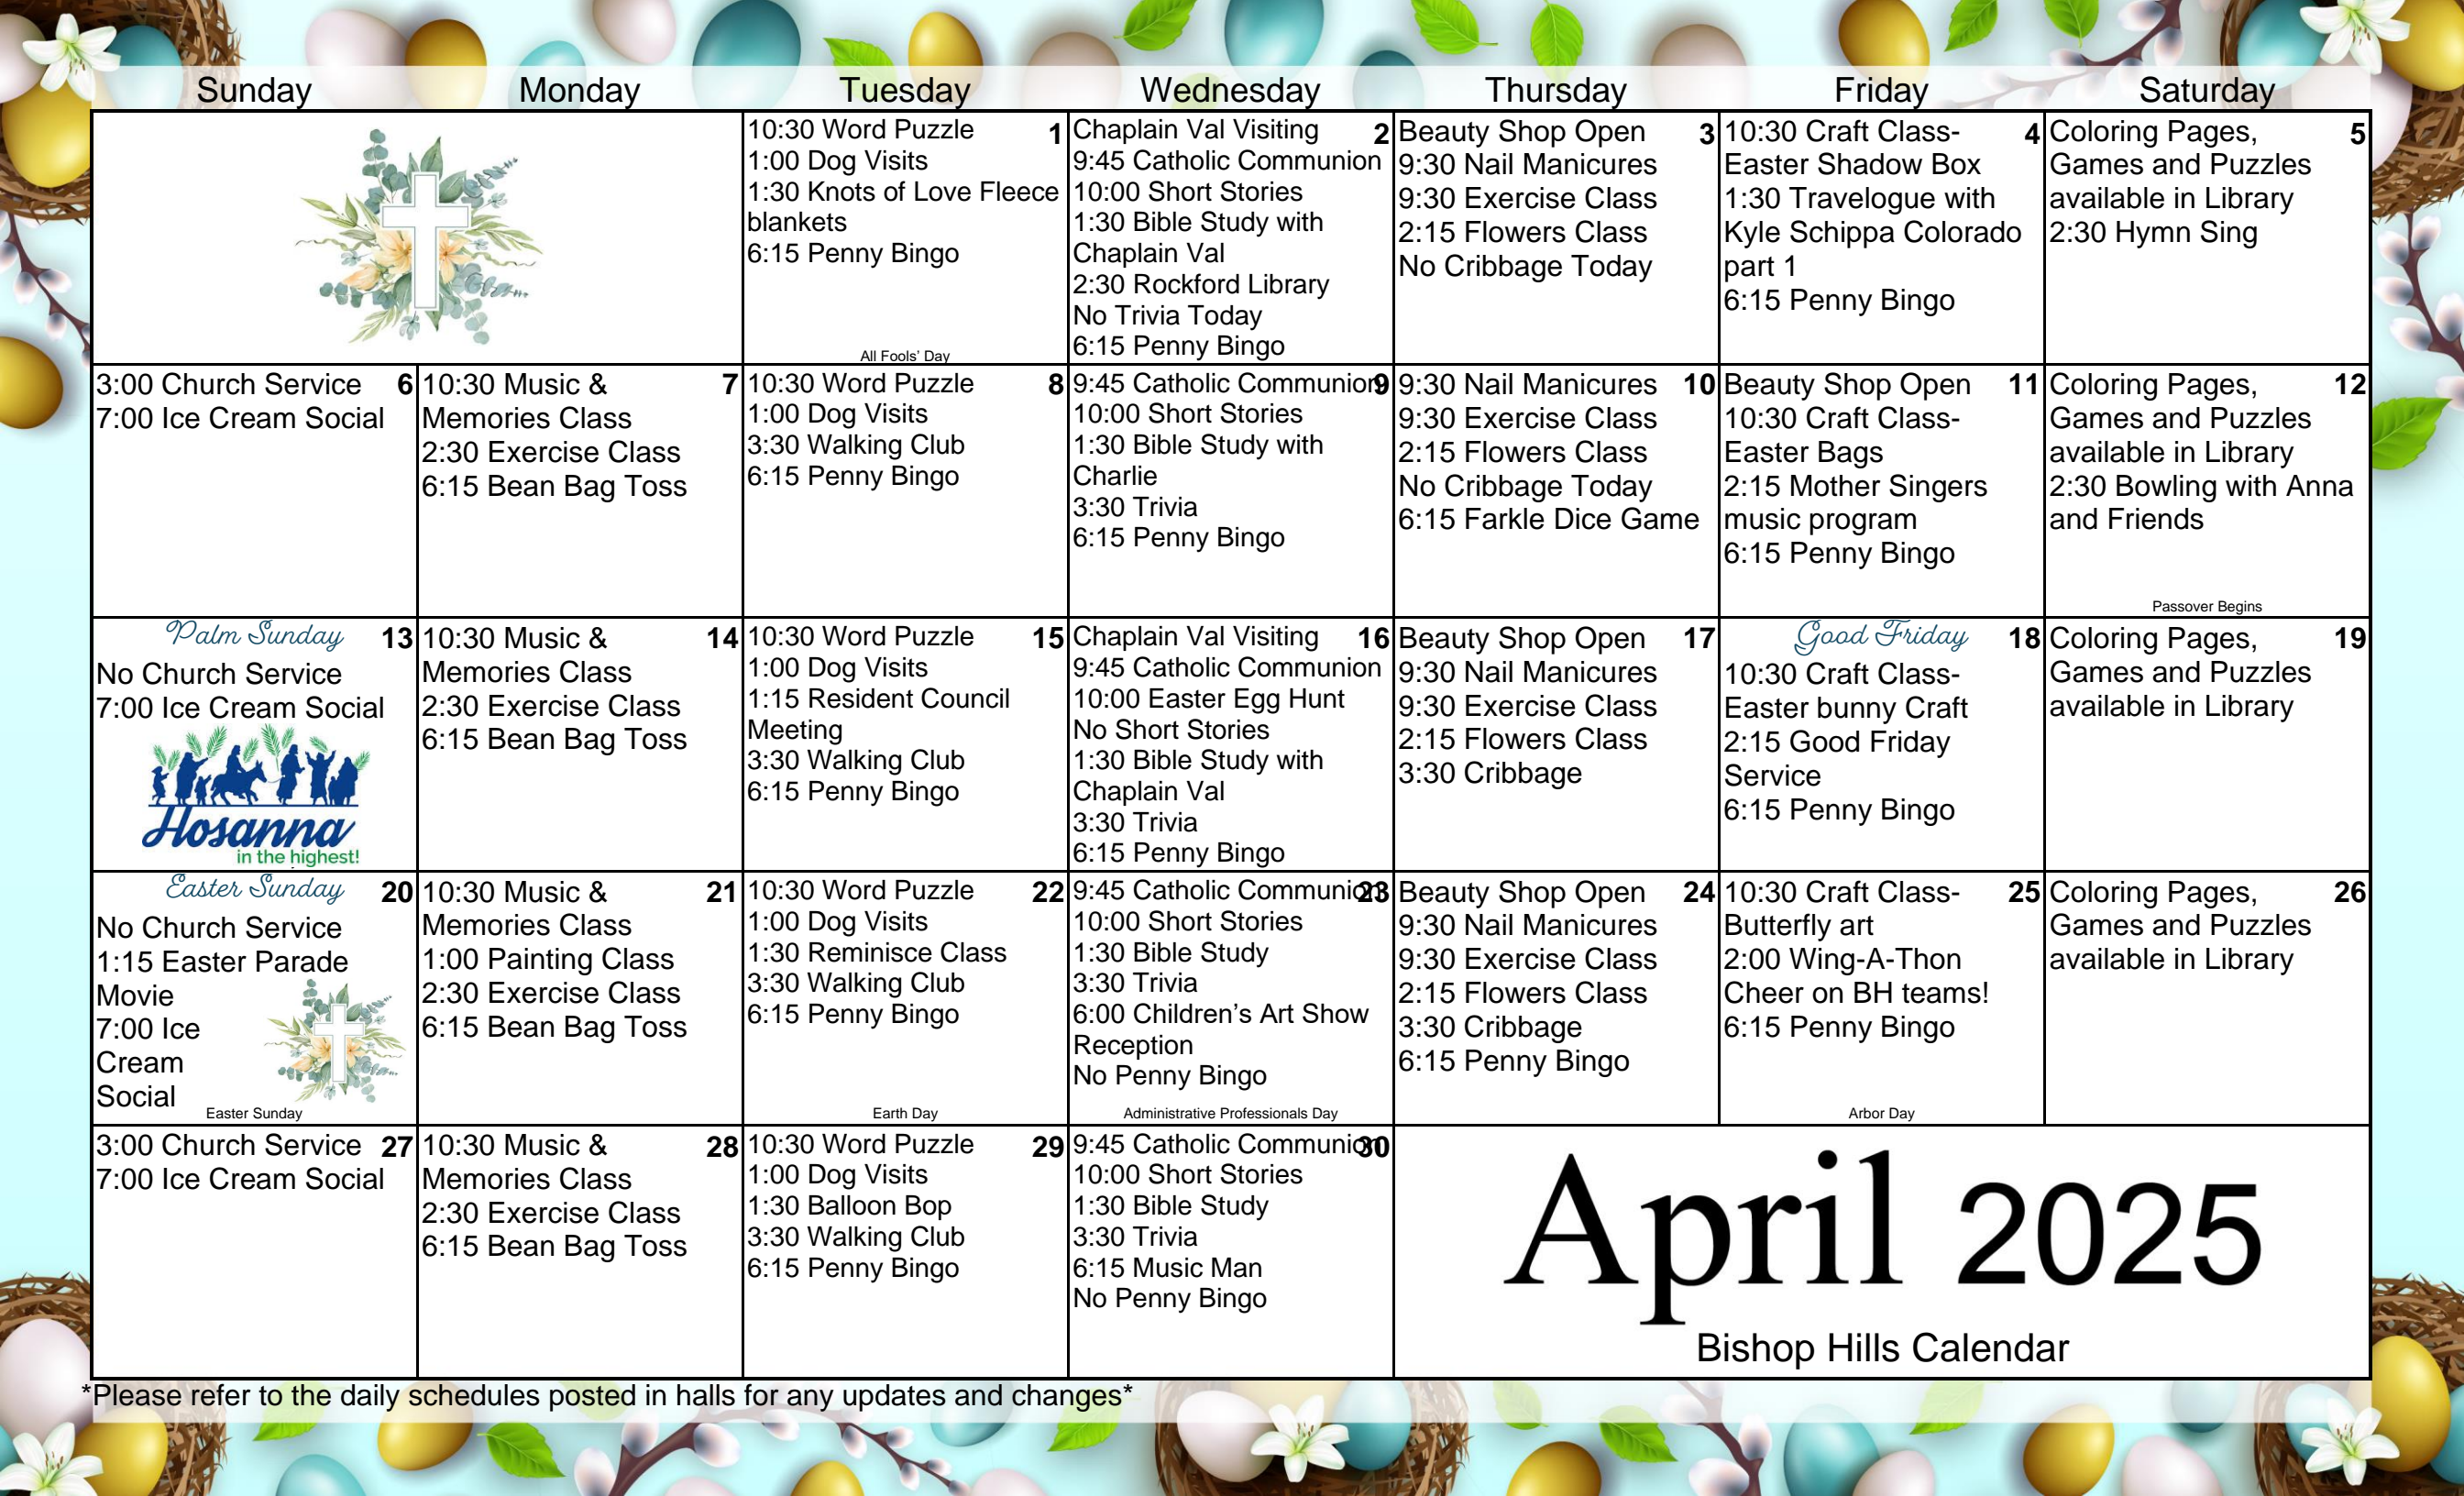 Sunday Monday Tuesday Wednesday Thursday Friday Saturday
10:30 Word Puzzle 1
1:00 Dog Visits
1:30 Knots of Love Fleece
blankets
6:15 Penny Bingo
All Fools' Day
Chaplain Val Visiting 2
9:45 Catholic Communion
10:00 Short Stories
1:30 Bible Study with
Chaplain Val
2:30 Rockford Library
No Trivia Today
6:15 Penny Bingo
Beauty Shop Open 3
9:30 Nail Manicures
9:30 Exercise Class
2:15 Flowers Class
No Cribbage Today
10:30 Craft Class- 4
Easter Shadow Box
1:30 Travelogue with
Kyle Schippa Colorado
part 1
6:15 Penny Bingo
Coloring Pages, 5
Games and Puzzles
available in Library
2:30 Hymn Sing
3:00 Church Service 6
7:00 Ice Cream Social
10:30 Music & 7
Memories Class
2:30 Exercise Class
6:15 Bean Bag Toss
10:30 Word Puzzle 8
1:00 Dog Visits
3:30 Walking Club
6:15 Penny Bingo
9:45 Catholic Communion 9
10:00 Short Stories
1:30 Bible Study with
Charlie
3:30 Trivia
6:15 Penny Bingo
9:30 Nail Manicures 10
9:30 Exercise Class
2:15 Flowers Class
No Cribbage Today
6:15 Farkle Dice Game
Beauty Shop Open 11
10:30 Craft Class-
Easter Bags
2:15 Mother Singers
music program
6:15 Penny Bingo
Coloring Pages, 12
Games and Puzzles
available in Library
2:30 Bowling with Anna
and Friends
Passover Begins
Palm Sunday 13
No Church Service
7:00 Ice Cream Social
Hosanna
in the highest!
10:30 Music & 14
Memories Class
2:30 Exercise Class
6:15 Bean Bag Toss
10:30 Word Puzzle 15
1:00 Dog Visits
1:15 Resident Council
Meeting
3:30 Walking Club
6:15 Penny Bingo
Chaplain Val Visiting 16
9:45 Catholic Communion
10:00 Easter Egg Hunt
No Short Stories
1:30 Bible Study with
Chaplain Val
3:30 Trivia
6:15 Penny Bingo
Beauty Shop Open 17
9:30 Nail Manicures
9:30 Exercise Class
2:15 Flowers Class
3:30 Cribbage
Good Friday 18
10:30 Craft Class-
Easter bunny Craft
2:15 Good Friday
Service
6:15 Penny Bingo
Coloring Pages, 19
Games and Puzzles
available in Library
Easter Sunday 20
No Church Service
1:15 Easter Parade
Movie
7:00 Ice
Cream
Social
Easter Sunday
10:30 Music & 21
Memories Class
1:00 Painting Class
2:30 Exercise Class
6:15 Bean Bag Toss
10:30 Word Puzzle 22
1:00 Dog Visits
1:30 Reminisce Class
3:30 Walking Club
6:15 Penny Bingo
Earth Day
9:45 Catholic Communion 23
10:00 Short Stories
1:30 Bible Study
3:30 Trivia
6:00 Children's Art Show
Reception
No Penny Bingo
Administrative Professionals Day
Beauty Shop Open 24
9:30 Nail Manicures
9:30 Exercise Class
2:15 Flowers Class
3:30 Cribbage
6:15 Penny Bingo
10:30 Craft Class- 25
Butterfly art
2:00 Wing-A-Thon
Cheer on BH teams!
6:15 Penny Bingo
Arbor Day
Coloring Pages, 26
Games and Puzzles
available in Library
3:00 Church Service 27
7:00 Ice Cream Social
10:30 Music & 28
Memories Class
2:30 Exercise Class
6:15 Bean Bag Toss
10:30 Word Puzzle 29
1:00 Dog Visits
1:30 Balloon Bop
3:30 Walking Club
6:15 Penny Bingo
9:45 Catholic Communion 30
10:00 Short Stories
1:30 Bible Study
3:30 Trivia
6:15 Music Man
No Penny Bingo
April 2025
Bishop Hills Calendar
*Please refer to the daily schedules posted in halls for any updates and changes*